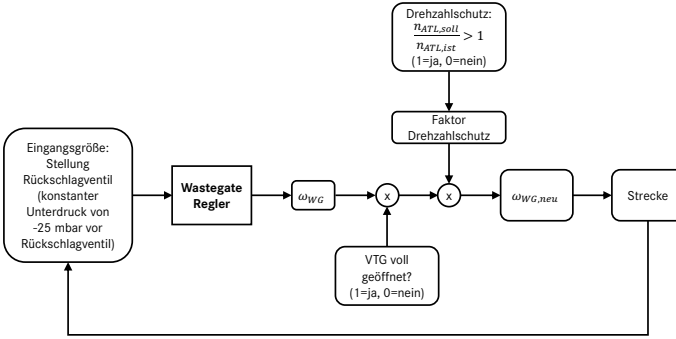 Drehzahlschutz:
n_{ATL,soll}
n_{ATL,ist}
> 1
(1=ja, 0=nein)
Faktor
Drehzahlschutz
Eingangsgröße:
Stellung
Rückschlagventil
(konstanter
Unterdruck von
-25 mbar vor
Rückschlagventil)
Wastegate
Regler
ω_{WG}
x
x
ω_{WG,neu}
Strecke
VTG voll
geöffnet?
(1=ja, 0=nein)